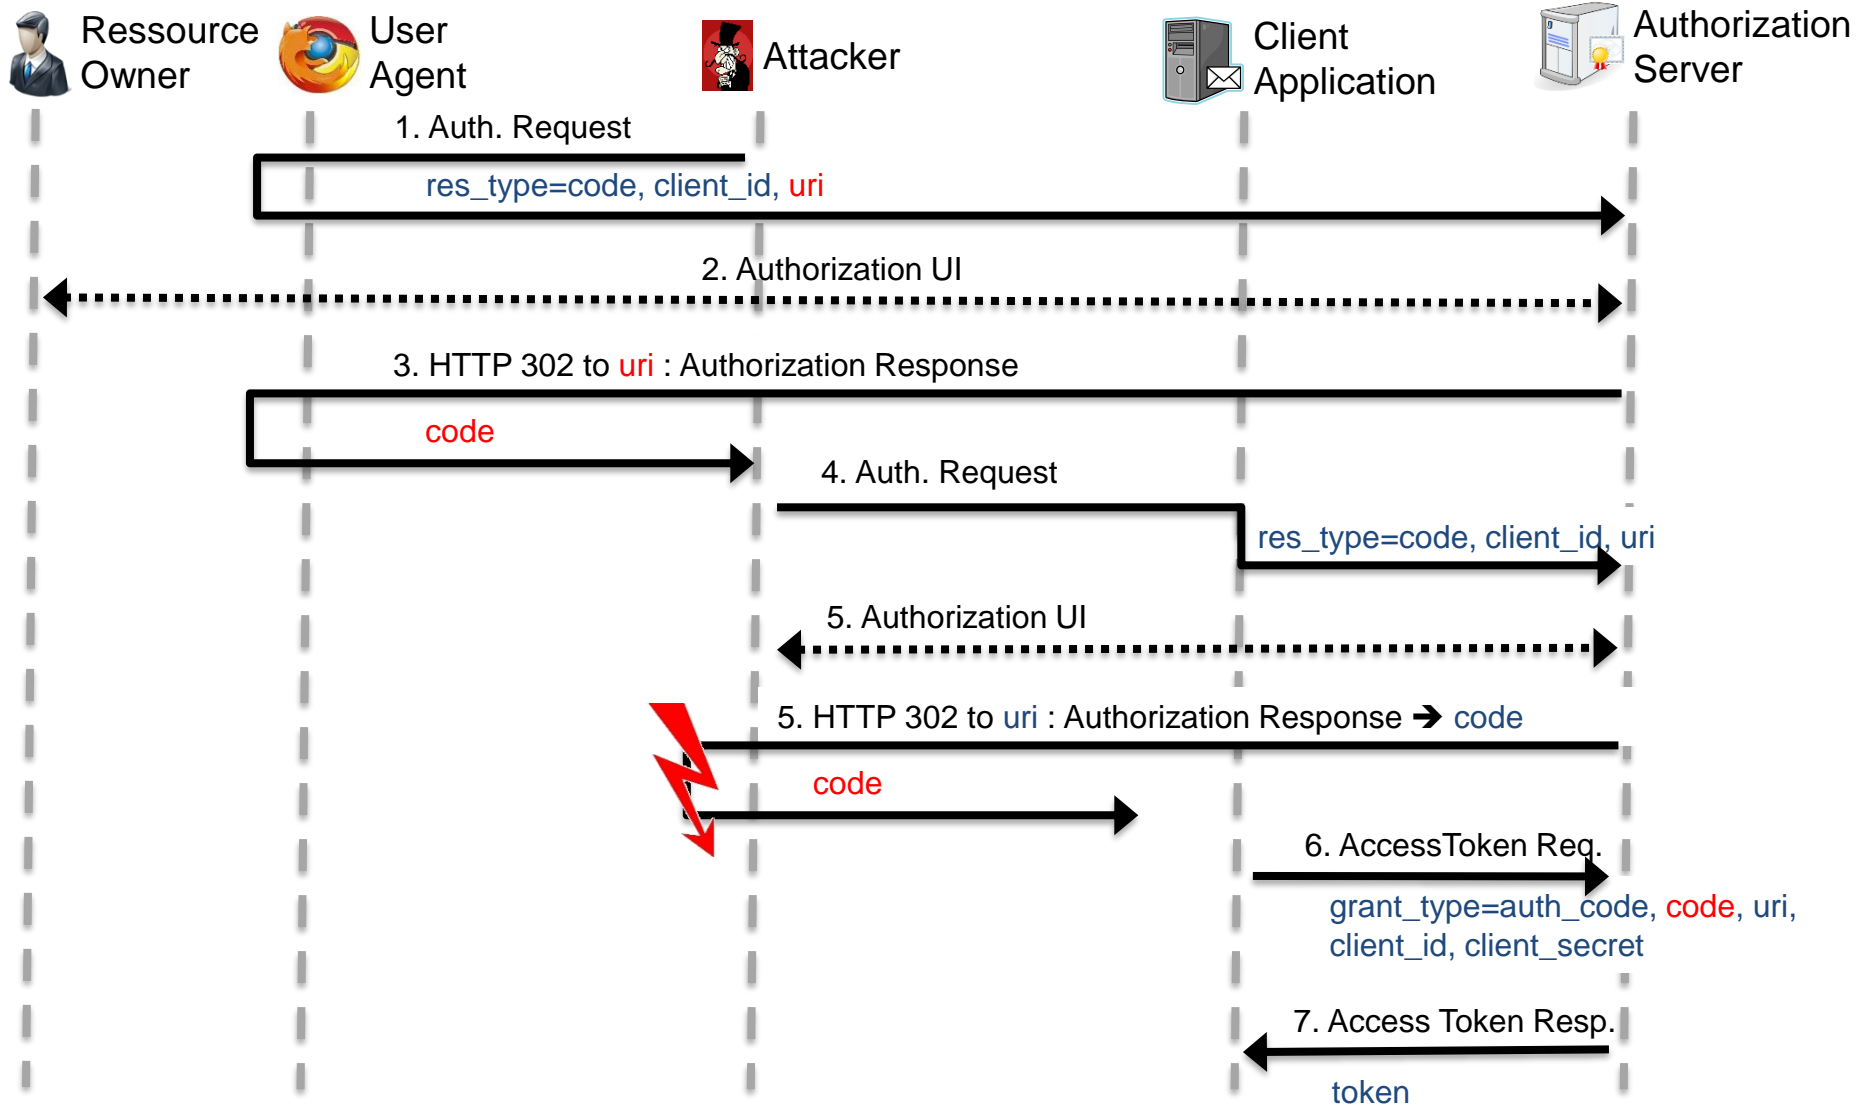 Ressource
Owner
User
Agent
Attacker
Client
Application
Authorization
Server
1. Auth. Request
res_type=code, client_id, uri
2. Authorization UI
3. HTTP 302 to uri : Authorization Response
code
4. Auth. Request
res_type=code, client_id, uri
5. Authorization UI
5. HTTP 302 to uri : Authorization Response ➔ code
code
6. AccessToken Req.
grant_type=auth_code, code, uri,
client_id, client_secret
7. Access Token Resp.
token